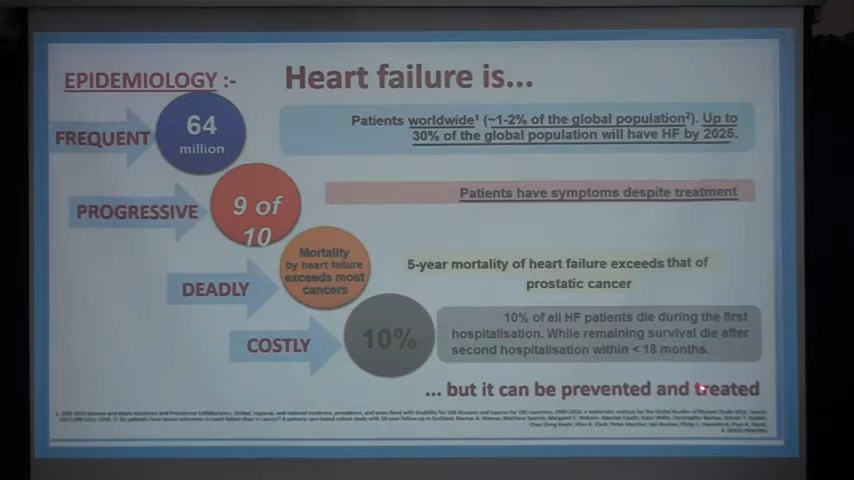 EPIDEMIOLOGY :-
Heart failure is...
FREQUENT
64
million
Patients worldwide¹ (~1-2% of the global population²). Up to
30% of the global population will have HF by 2025.
PROGRESSIVE
9 of
10
Patients have symptoms despite treatment
DEADLY
Mortality
by heart failure
exceeds most
cancers
5-year mortality of heart failure exceeds that of
prostatic cancer
COSTLY
10%
10% of all HF patients die during the first
hospitalisation. While remaining survival die after
second hospitalisation within < 18 months.
... but it can be prevented and treated